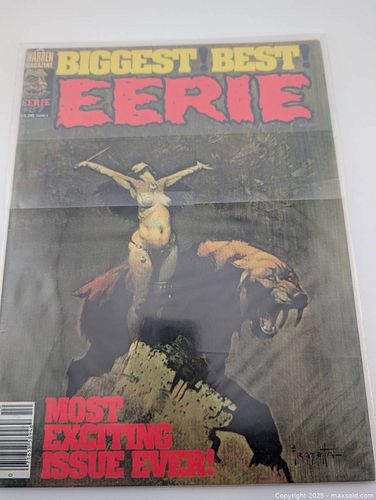 WARREN
MAGAZINE
BIGGEST! BEST!
EERIE
EERIE
MOST
EXCITING
ISSUE EVER!
Frazetta
Copyright 2025 - maxsold.com